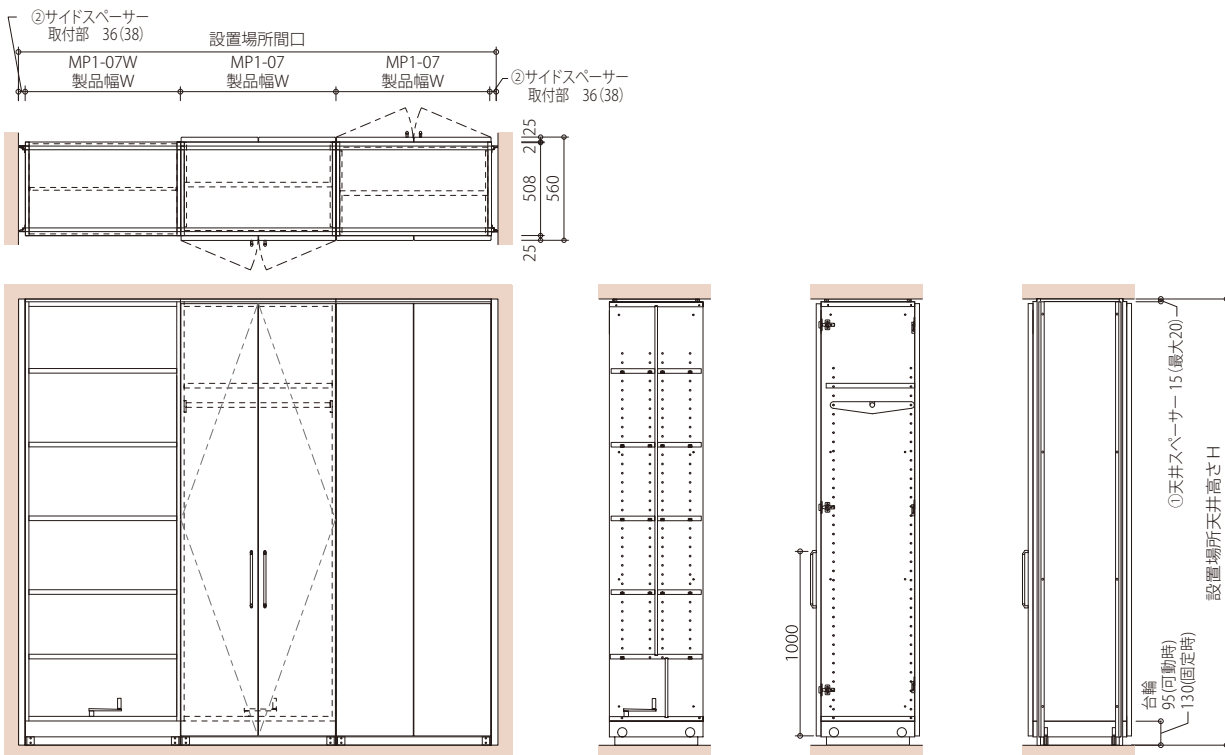 ②サイドスペーサー
取付部 36(38)
設置場所間口
MP1-07W
製品幅W
MP1-07
製品幅W
MP1-07
製品幅W
②サイドスペーサー
取付部 36(38)
25
2
508
560
25
1000
①天井スペーサー 15(最大20)
設置場所天井高さH
台輪
95(可動時)
130(固定時)